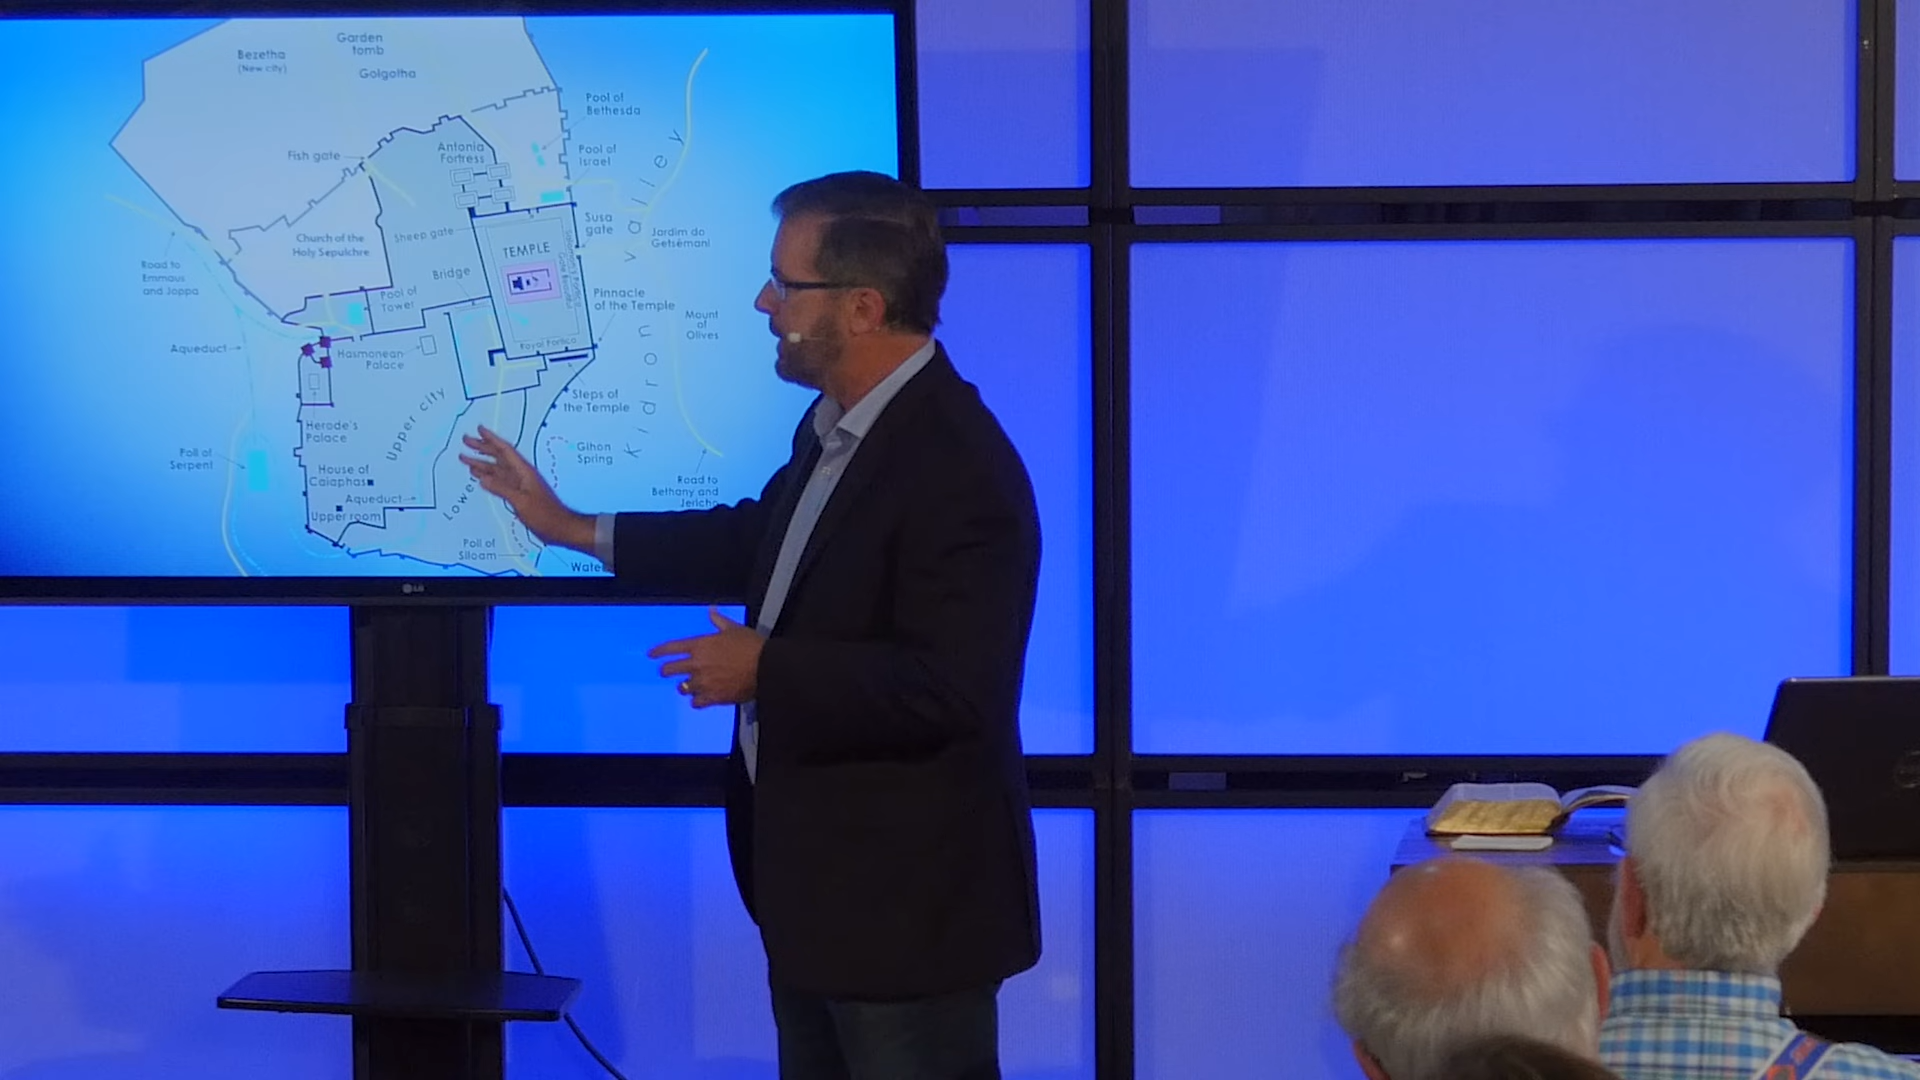 Garden
tomb
Bezetha
(New city)
Golgotha
Pool of
Bethesda
Fish gate
Antonia
Fortress
Pool of
Israel
Kidron valley
Susa
gate
Jardim do
Getsêmani
Sheep gate
Church of the
Holy Sepulchre
TEMPLE
Road to
Emmaus
and Joppa
Bridge
Pool of
Tower
Pinnacle
of the Temple
Mount
of
Olives
Aqueduct
Hasmonean
Palace
Royal Portico
Steps of
the Temple
Upper city
Herode's
Palace
Gihon
Spring
Poll of
Serpent
House of
Caiaphas
Road to
Bethany and
Jericho
Aqueduct
Lower
Upper room
Poll of
Siloam
Wate
LG